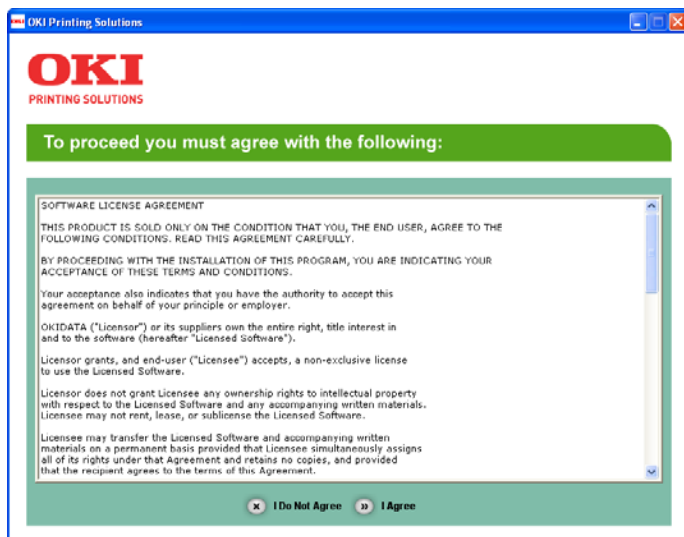 OKI Printing Solutions
OKI
PRINTING SOLUTIONS
To proceed you must agree with the following:
SOFTWARE LICENSE AGREEMENT
THIS PRODUCT IS SOLD ONLY ON THE CONDITION THAT YOU, THE END USER, AGREE TO THE
FOLLOWING CONDITIONS. READ THIS AGREEMENT CAREFULLY.
BY PROCEEDING WITH THE INSTALLATION OF THIS PROGRAM, YOU ARE INDICATING YOUR
ACCEPTANCE OF THESE TERMS AND CONDITIONS.
Your acceptance also indicates that you have the authority to accept this
agreement on behalf of your principle or employer.
OKIDATA ("Licensor") or its suppliers own the entire right, title interest in
and to the software (hereafter "Licensed Software").
Licensor grants, and end-user ("Licensee") accepts, a non-exclusive license
to use the Licensed Software.
Licensor does not grant Licensee any ownership rights to intellectual property
with respect to the Licensed Software and any accompanying written materials.
Licensee may not rent, lease, or sublicense the Licensed Software.
Licensee may transfer the Licensed Software and accompanying written
materials on a permanent basis provided that Licensee simultaneously assigns
all of its rights under that Agreement and retains no copies, and provided
that the recipient agrees to the terms of this Agreement.
I Do Not Agree I Agree